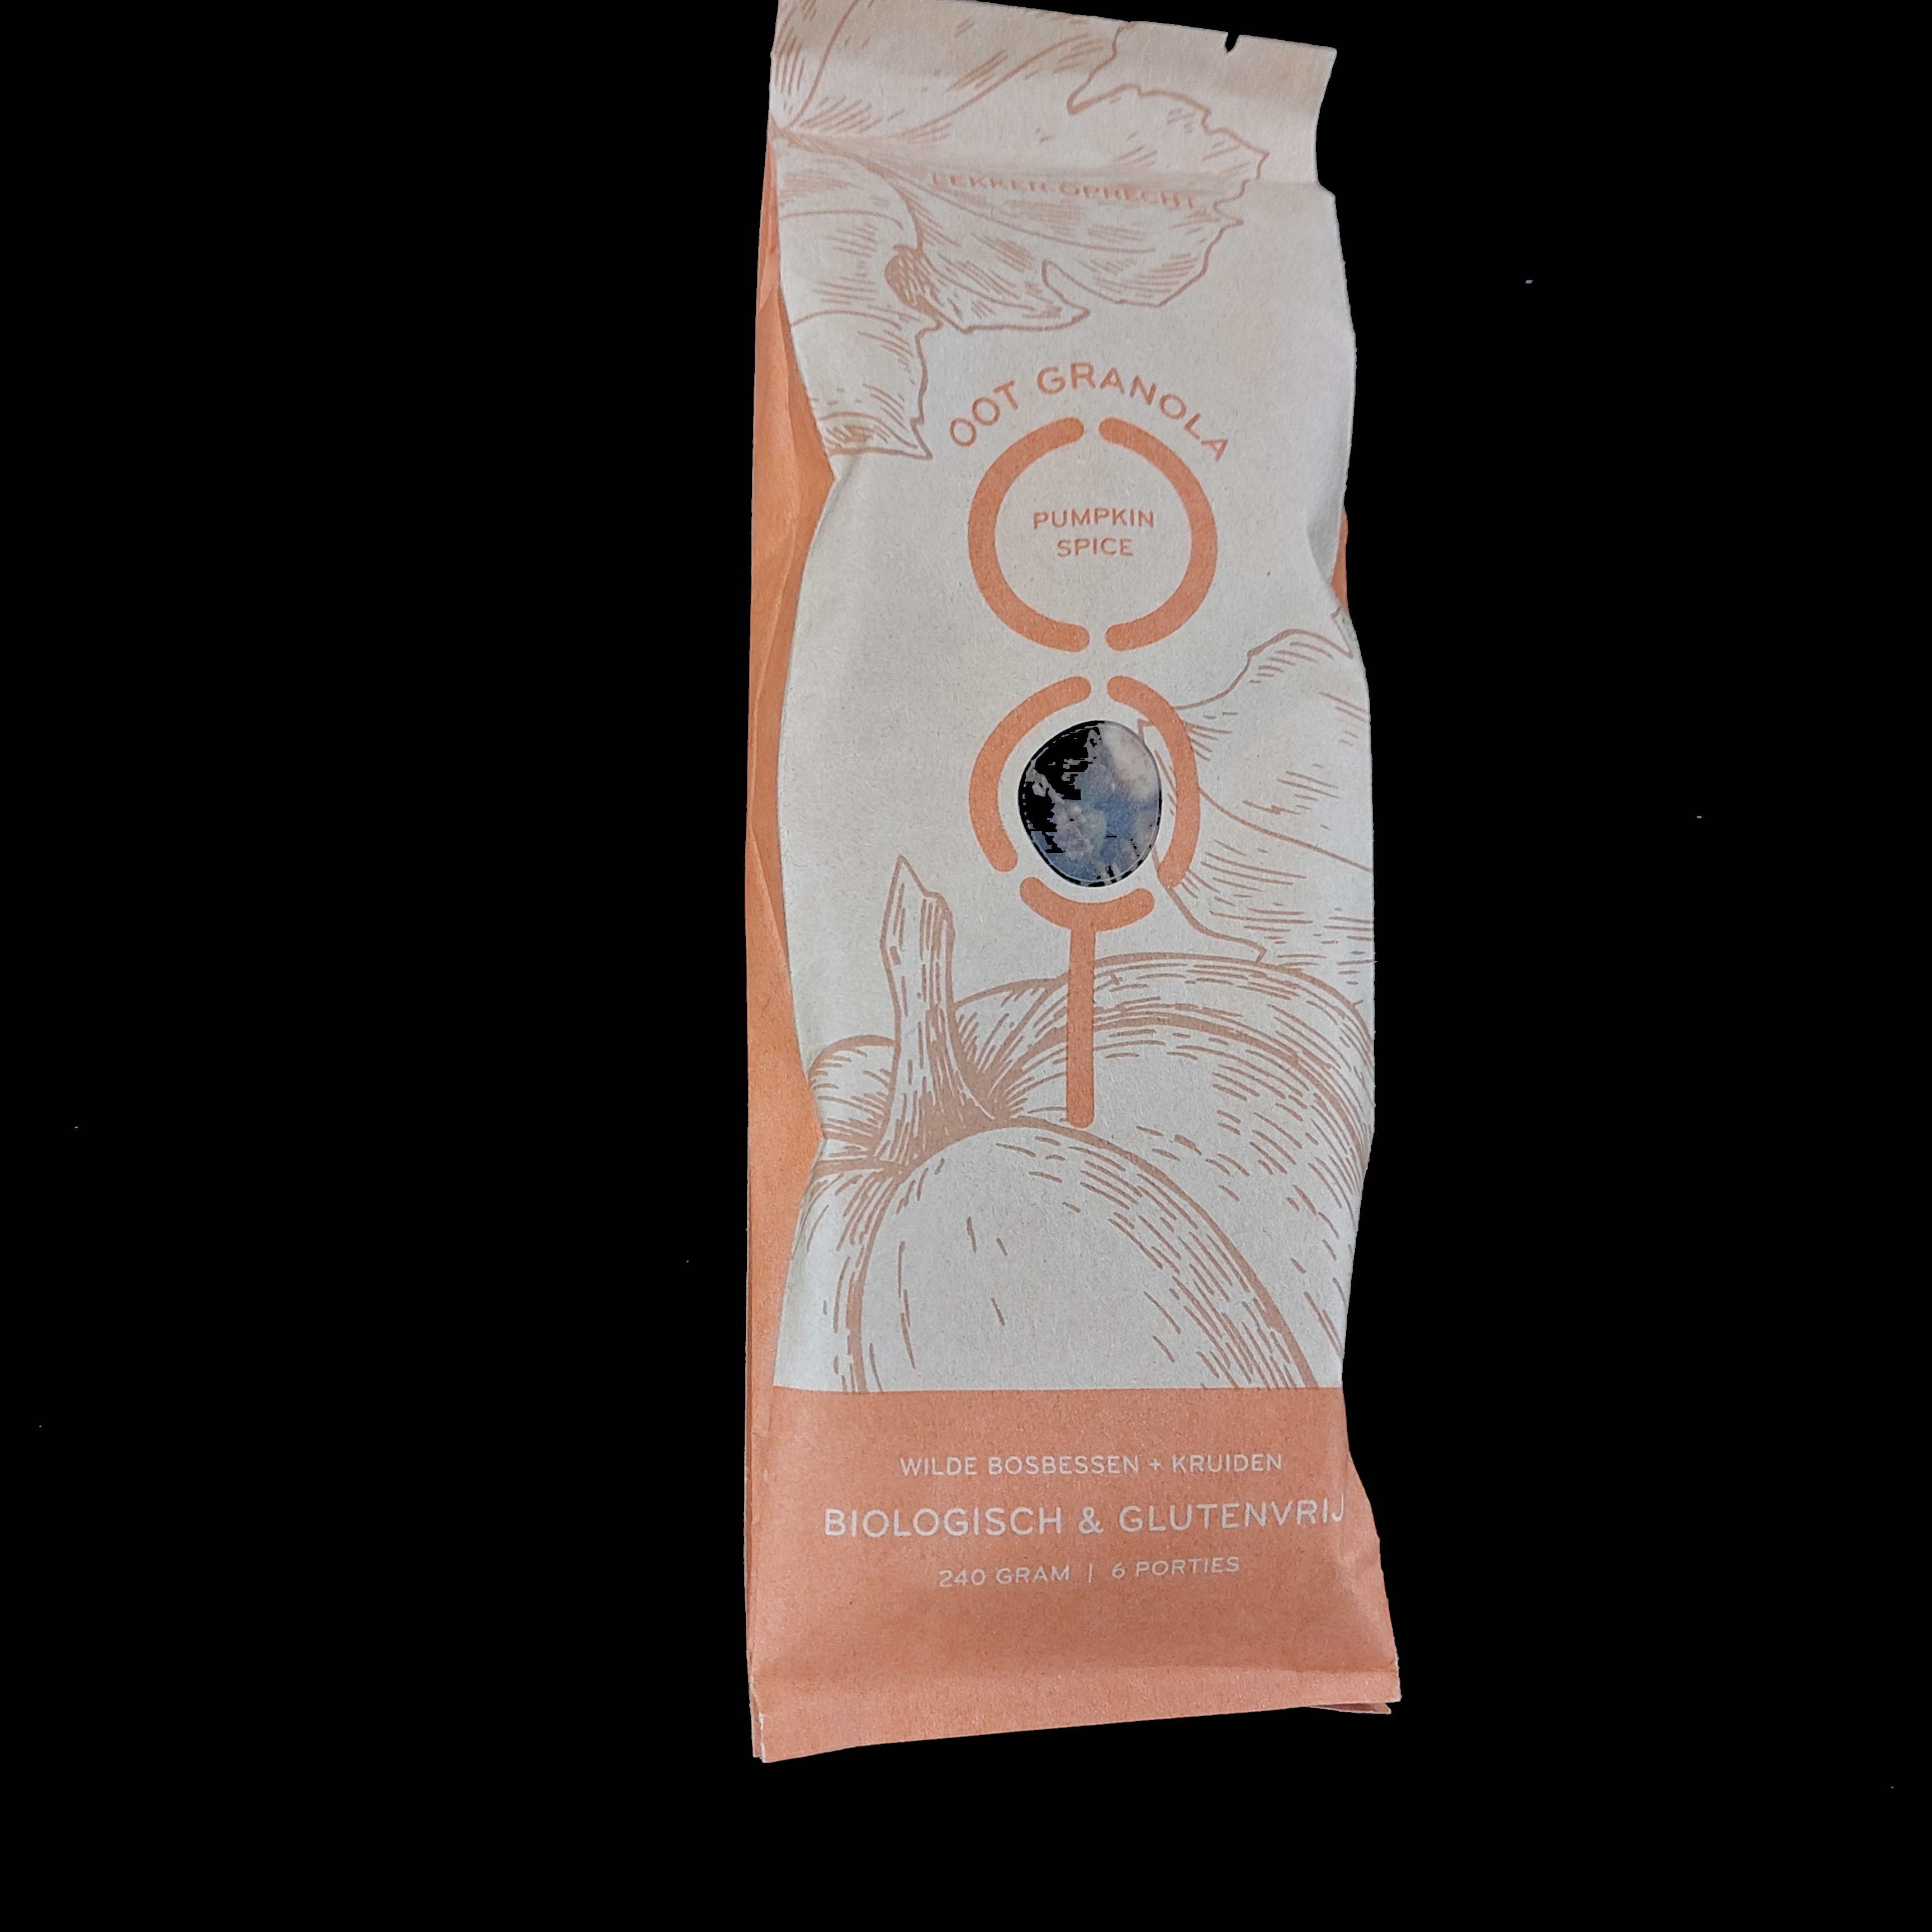 LEKKER OPRECHT
OOT GRANOLA
PUMPKIN
SPICE
WILDE BOSBESSEN + KRUIDEN
BIOLOGISCH & GLUTENVRIJ
240 GRAM | 6 PORTIES